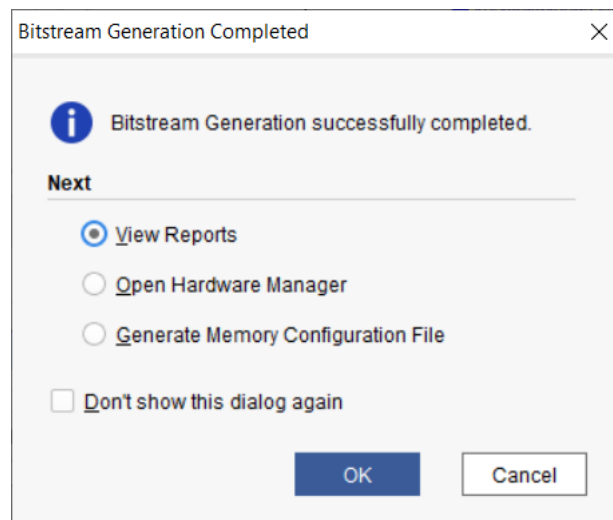 Bitstream Generation Completed
Bitstream Generation successfully completed.
Next
View Reports
Open Hardware Manager
Generate Memory Configuration File
Don't show this dialog again
OK
Cancel